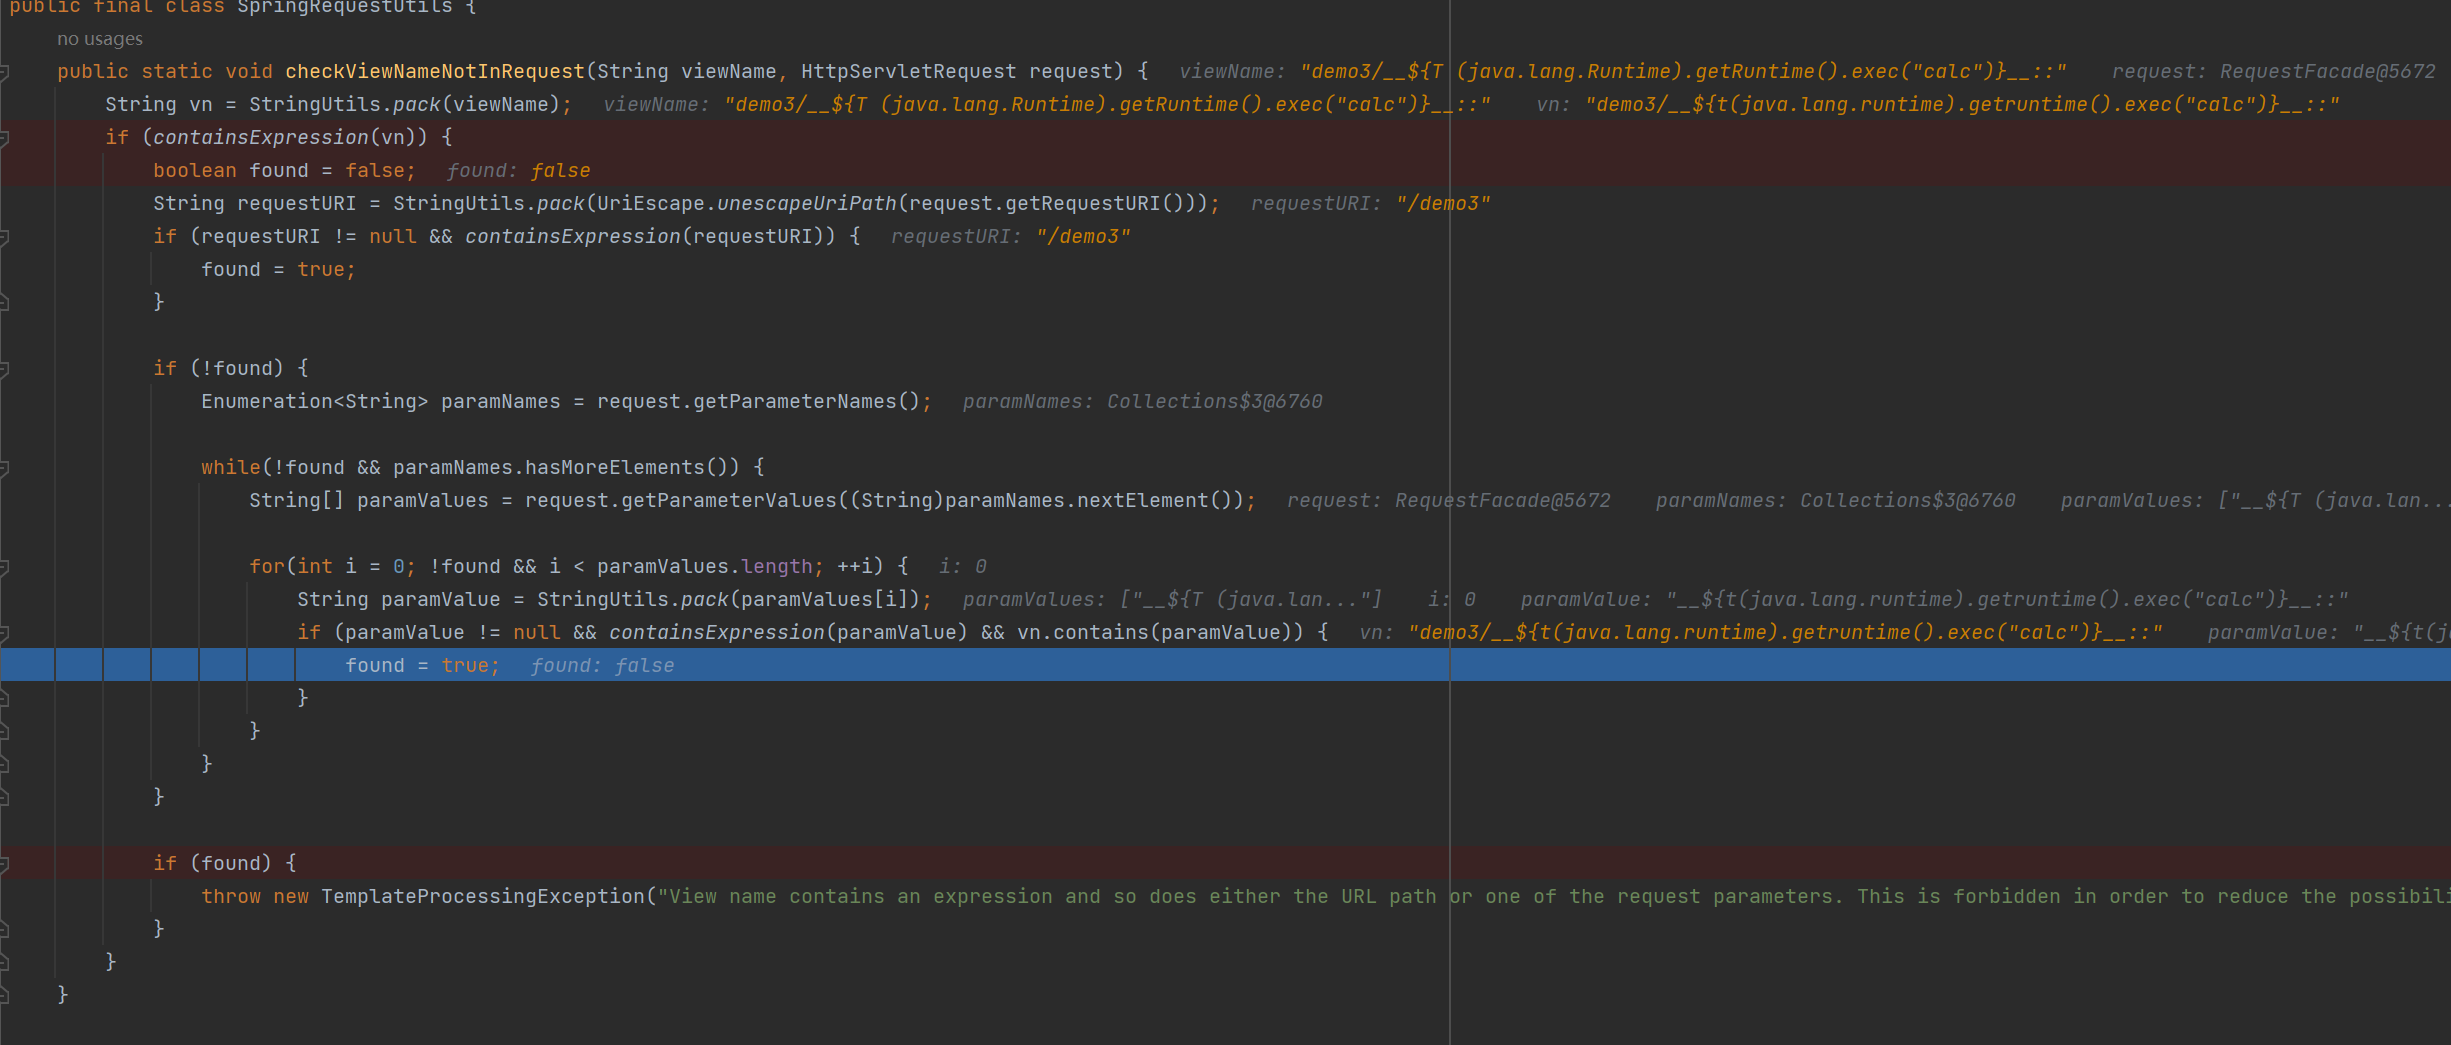 public final class SpringRequestUtils {
no usages
public static void checkViewNameNotInRequest(String viewName, HttpServletRequest request) { viewName: "demo3/__${T (java.lang.Runtime).getRuntime().exec("calc")}__::" request: RequestFacade@5672
String vn = StringUtils.pack(viewName); viewName: "demo3/__${T (java.lang.Runtime).getRuntime().exec("calc")}__::" vn: "demo3/__${t(java.lang.runtime).getruntime().exec("calc")}__::"
if (containsExpression(vn)) {
boolean found = false; found: false
String requestURI = StringUtils.pack(UriEscape.unescapeUriPath(request.getRequestURI())); requestURI: "/demo3"
if (requestURI != null && containsExpression(requestURI)) { requestURI: "/demo3"
found = true;
}
if (!found) {
Enumeration<String> paramNames = request.getParameterNames(); paramNames: Collections$3@6760
while(!found && paramNames.hasMoreElements()) {
String[] paramValues = request.getParameterValues((String)paramNames.nextElement()); request: RequestFacade@5672 paramNames: Collections$3@6760 paramValues: ["__${T (java.lan...
for(int i = 0; !found && i < paramValues.length; ++i) { i: 0
String paramValue = StringUtils.pack(paramValues[i]); paramValues: ["__${T (java.lan..."] i: 0 paramValue: "__${t(java.lang.runtime).getruntime().exec("calc")}__::"
if (paramValue != null && containsExpression(paramValue) && vn.contains(paramValue)) { vn: "demo3/__${t(java.lang.runtime).getruntime().exec("calc")}__::" paramValue: "__${t(j
found = true; found: false
}
}
}
}
if (found) {
throw new TemplateProcessingException("View name contains an expression and so does either the URL path or one of the request parameters. This is forbidden in order to reduce the possibili
}
}
}